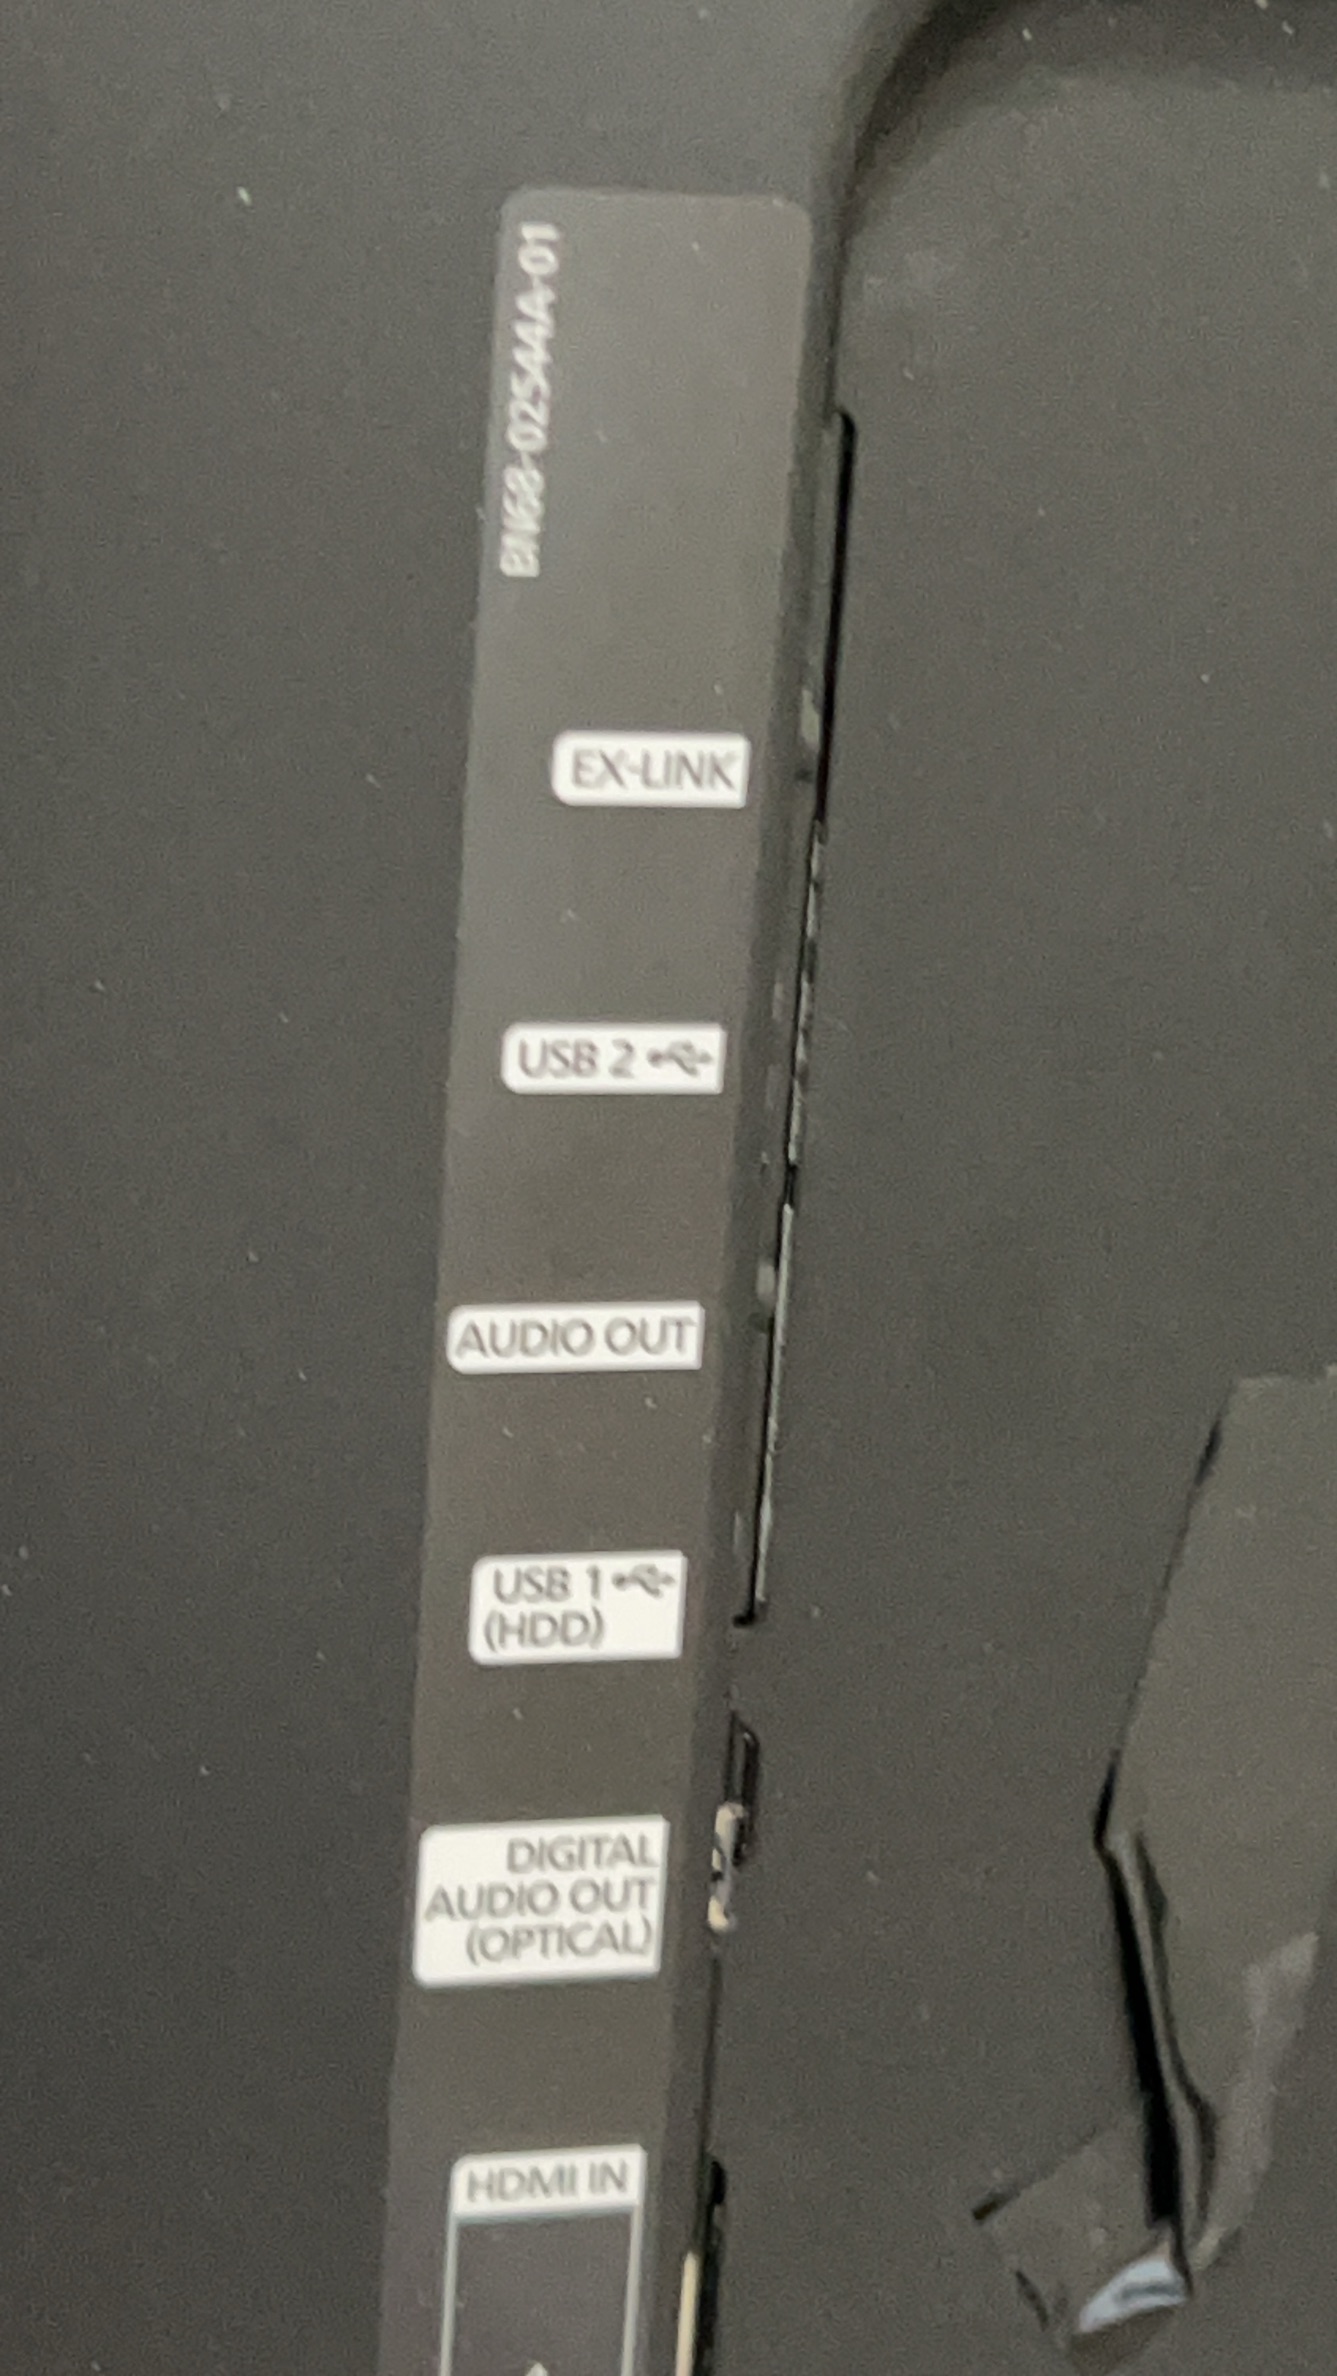 BN68-02544A-01
EX-LINK
USB 2
AUDIO OUT
USB 1
(HDD)
DIGITAL
AUDIO OUT
(OPTICAL)
HDMI IN